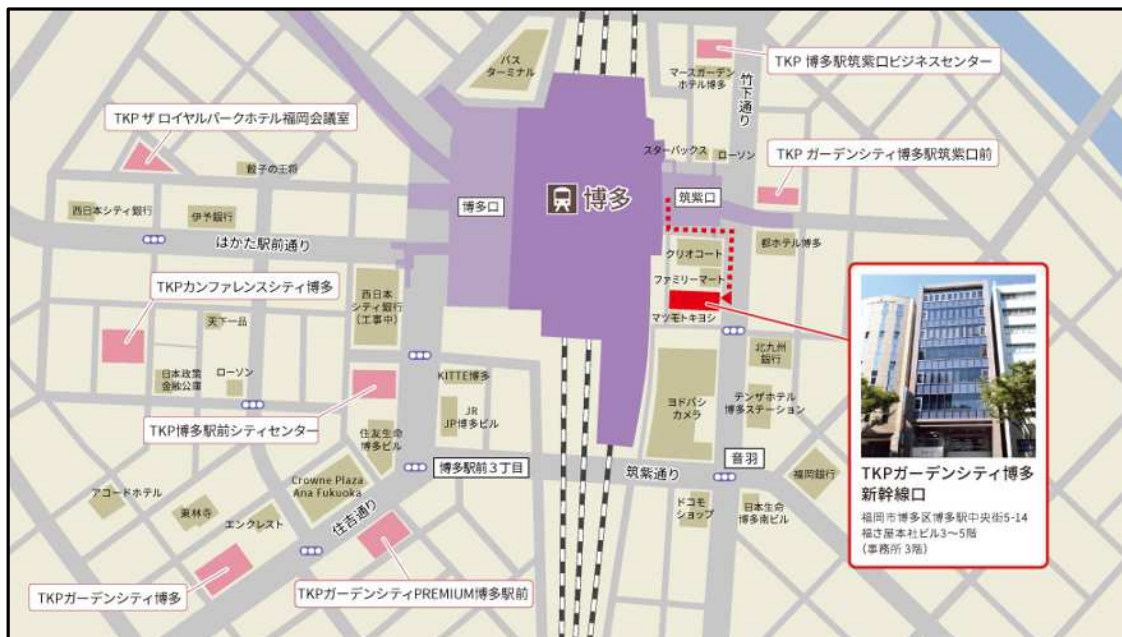 バス
ターミナル
TKP 博多駅筑紫口ビジネスセンター
マースガーデン
ホテル博多
竹下通り
TKP ザ ロイヤルパークホテル福岡会議室
餃子の王将
スターバックス
ローソン
TKP ガーデンシティ博多駅筑紫口前
西日本シティ銀行
伊予銀行
博多口
博多
筑紫口
はかた駅前通り
クリオコート
都ホテル博多
TKPカンファレンスシティ博多
西日本
シティ銀行
(工事中)
ファミリーマート
マツモトキヨシ
天下一品
日本政策
金融公庫
ローソン
KITTE博多
北九州
銀行
JR
JP博多ビル
ヨドバシ
カメラ
デンザホテル
博多ステーション
TKP博多駅前シティセンター
住友生命
博多ビル
博多駅前3丁目
筑紫通り
音羽
福岡銀行
TKPガーデンシティ博多
新幹線口
福岡市博多区博多駅中央街5-14
福さ屋本社ビル3〜5階
(事務所 3階)
Crowne Plaza
Ana Fukuoka
アコードホテル
東林寺
エンクレスト
住吉通り
ドコモ
ショップ
日本生命
博多南ビル
TKPガーデンシティ博多
TKPガーデンシティPREMIUM博多駅前